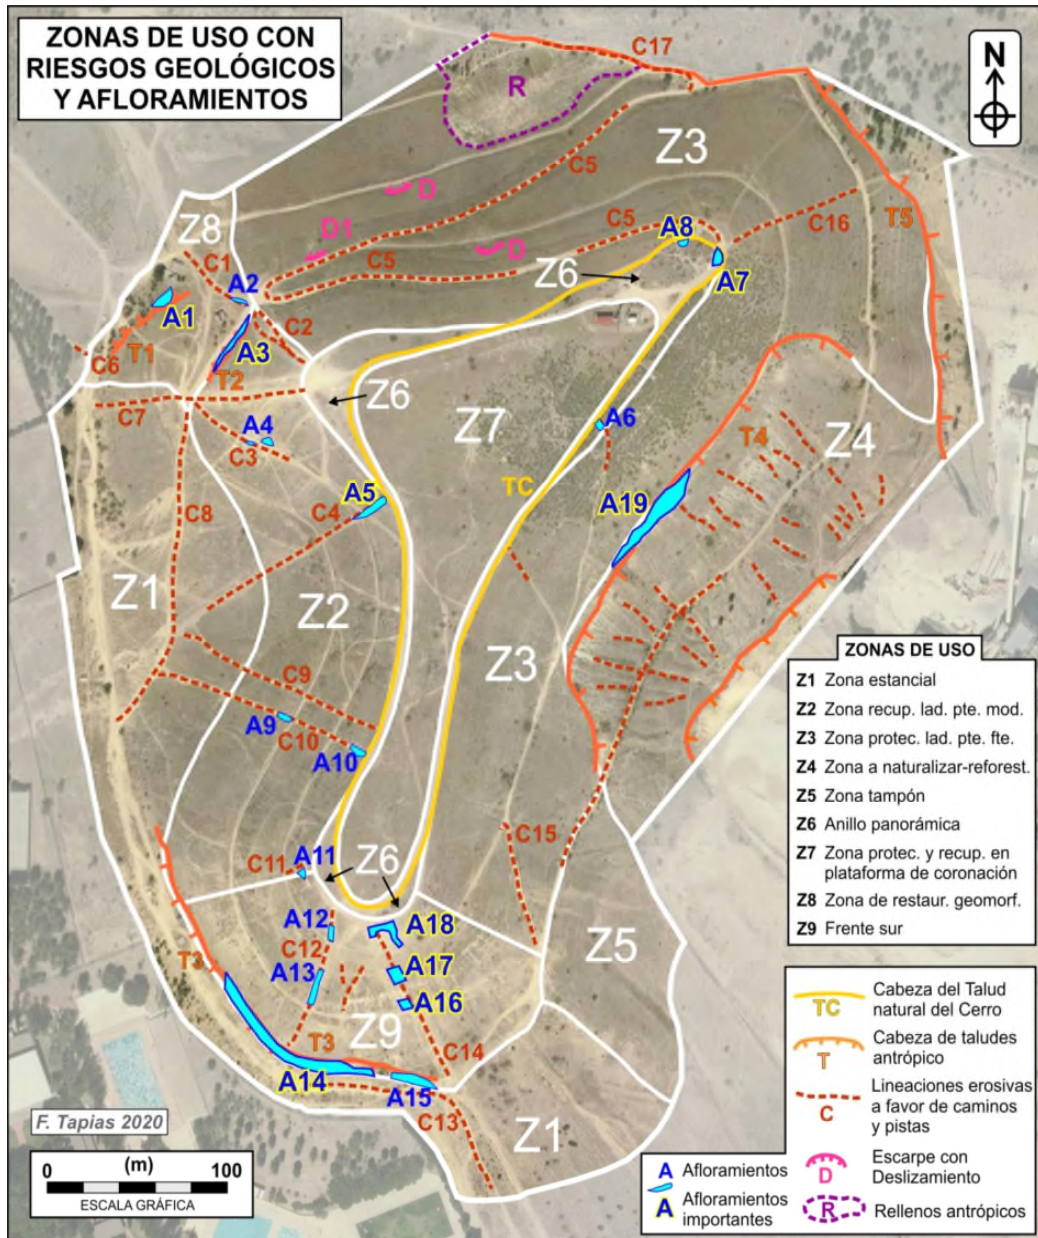 ZONAS DE USO CON
RIESGOS GEOLÓGICOS
Y AFLORAMIENTOS
N
C17
R
Z3
C5
D
T5
C16
Z8
D1
C5
A8
C1
D
C5
A2
Z6
A7
A1
C2
A3
T1
C6
T2
Z6
C7
Z7
A6
T4
Z4
A4
C3
TC
A5
A19
C4
C8
Z1
Z2
Z3
C9
A9
C10
A10
C15
A11
C11
Z6
A12
A18
C12
Z5
A13
A17
T3
A16
Z9
T3
C14
A14
A15
C13
Z1
ZONAS DE USO
Z1 Zona estancial
Z2 Zona recup. lad. pte. mod.
Z3 Zona protec. lad. pte. fte.
Z4 Zona a naturalizar-reforest.
Z5 Zona tampón
Z6 Anillo panorámica
Z7 Zona protec. y recup. en
plataforma de coronación
Z8 Zona de restaur. geomorf.
Z9 Frente sur
TC Cabeza del Talud
natural del Cerro
T Cabeza de taludes
antrópico
C Lineaciones erosivas
a favor de caminos
y pistas
D Escarpe con
Deslizamiento
R Rellenos antrópicos
A Afloramientos
A Afloramientos
importantes
F. Tapias 2020
0 (m) 100
ESCALA GRÁFICA